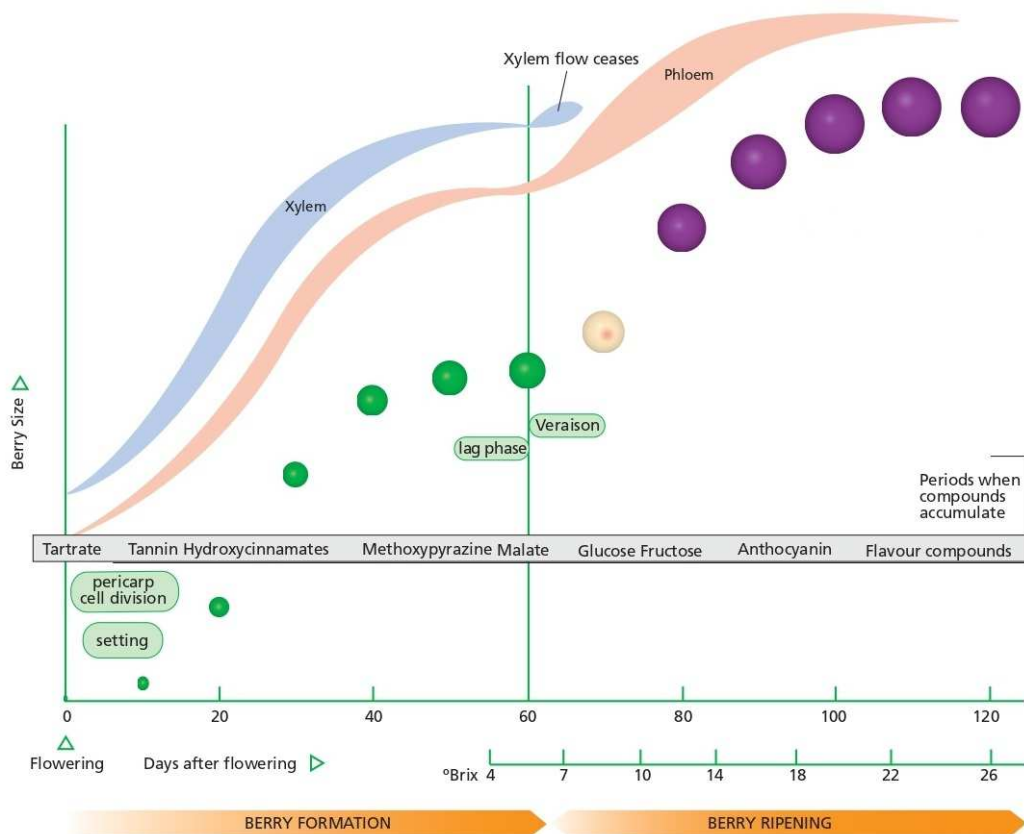 Xylem flow ceases
Phloem
Xylem
Berry Size
Veraison
lag phase
Periods when
compounds
accumulate
Tartrate Tannin Hydroxycinnamates Methoxypyrazine Malate Glucose Fructose Anthocyanin Flavour compounds
pericarp
cell division
setting
0 20 40 60 80 100 120
Flowering Days after flowering
ºBrix 4 7 10 14 18 22 26
BERRY FORMATION BERRY RIPENING